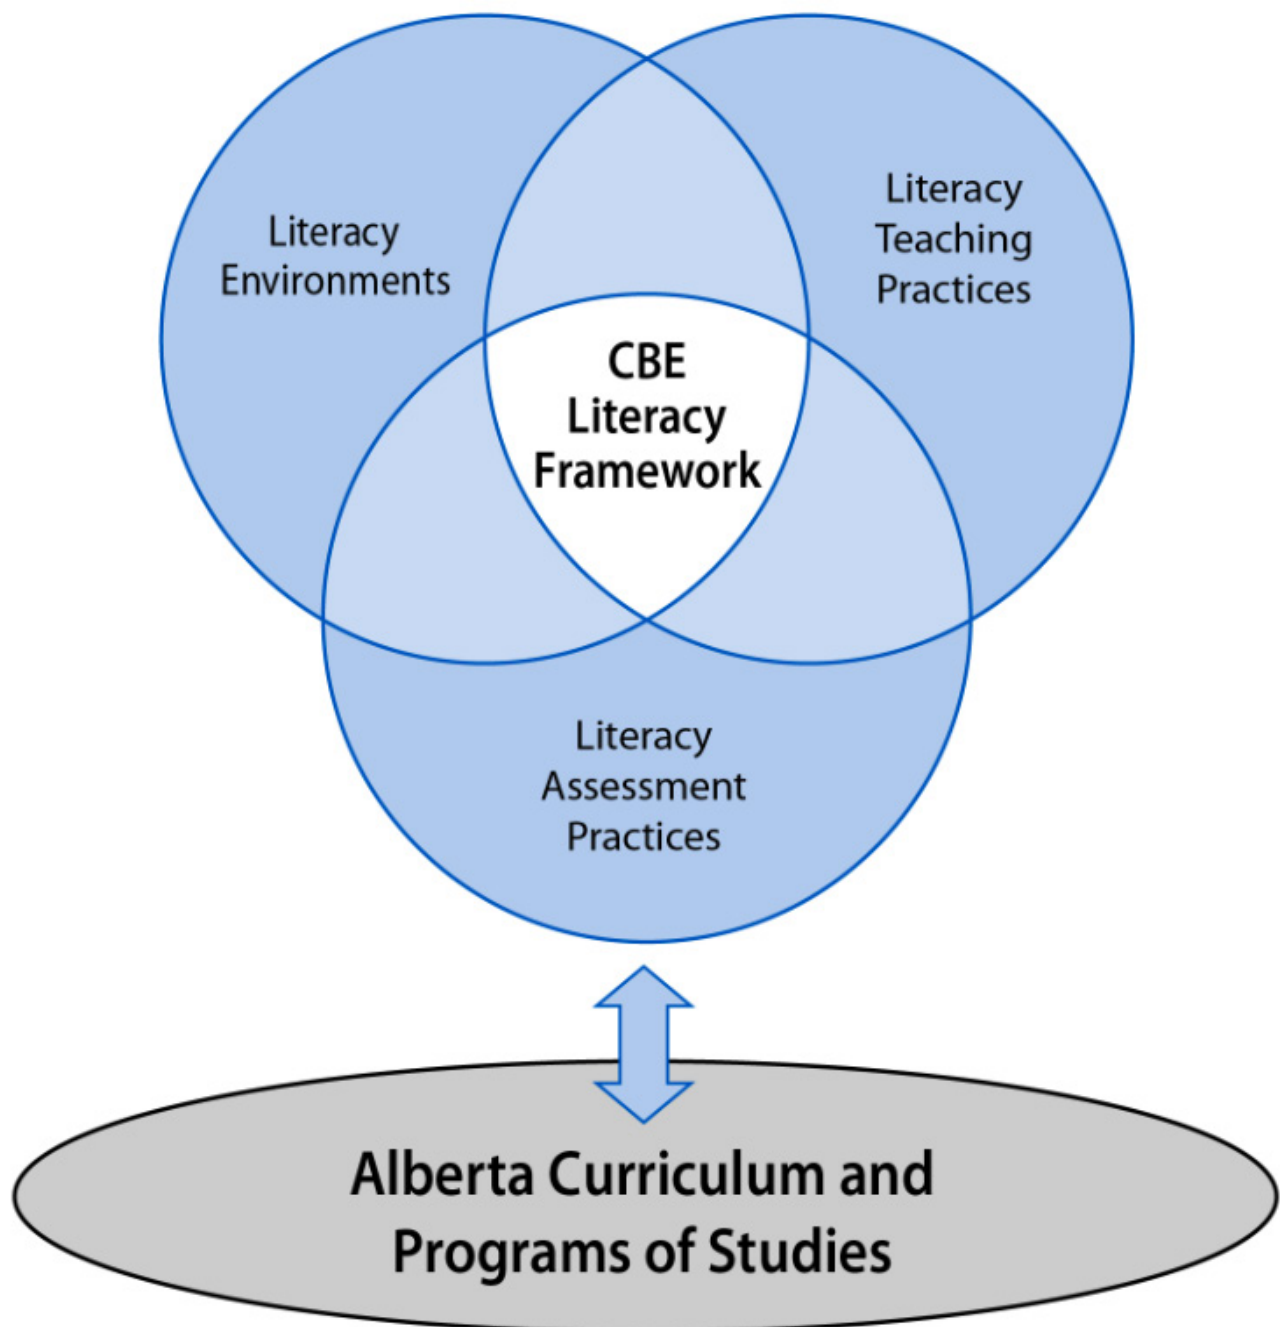 Literacy
Environments
Literacy
Teaching
Practices
CBE
Literacy
Framework
Literacy
Assessment
Practices
Alberta Curriculum and
Programs of Studies